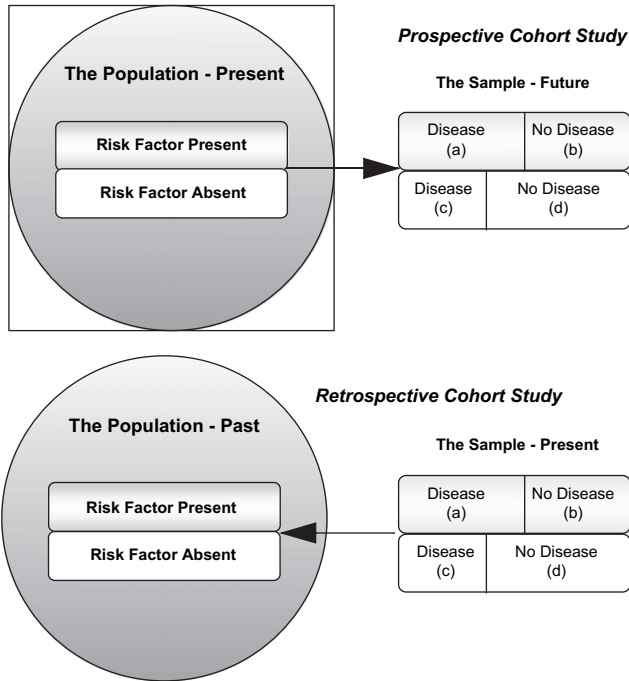 Prospective Cohort Study
The Population - Present
The Sample - Future
Risk Factor Present
Risk Factor Absent
Disease
(a)
No Disease
(b)
Disease
(c)
No Disease
(d)
Retrospective Cohort Study
The Population - Past
The Sample - Present
Risk Factor Present
Risk Factor Absent
Disease
(a)
No Disease
(b)
Disease
(c)
No Disease
(d)